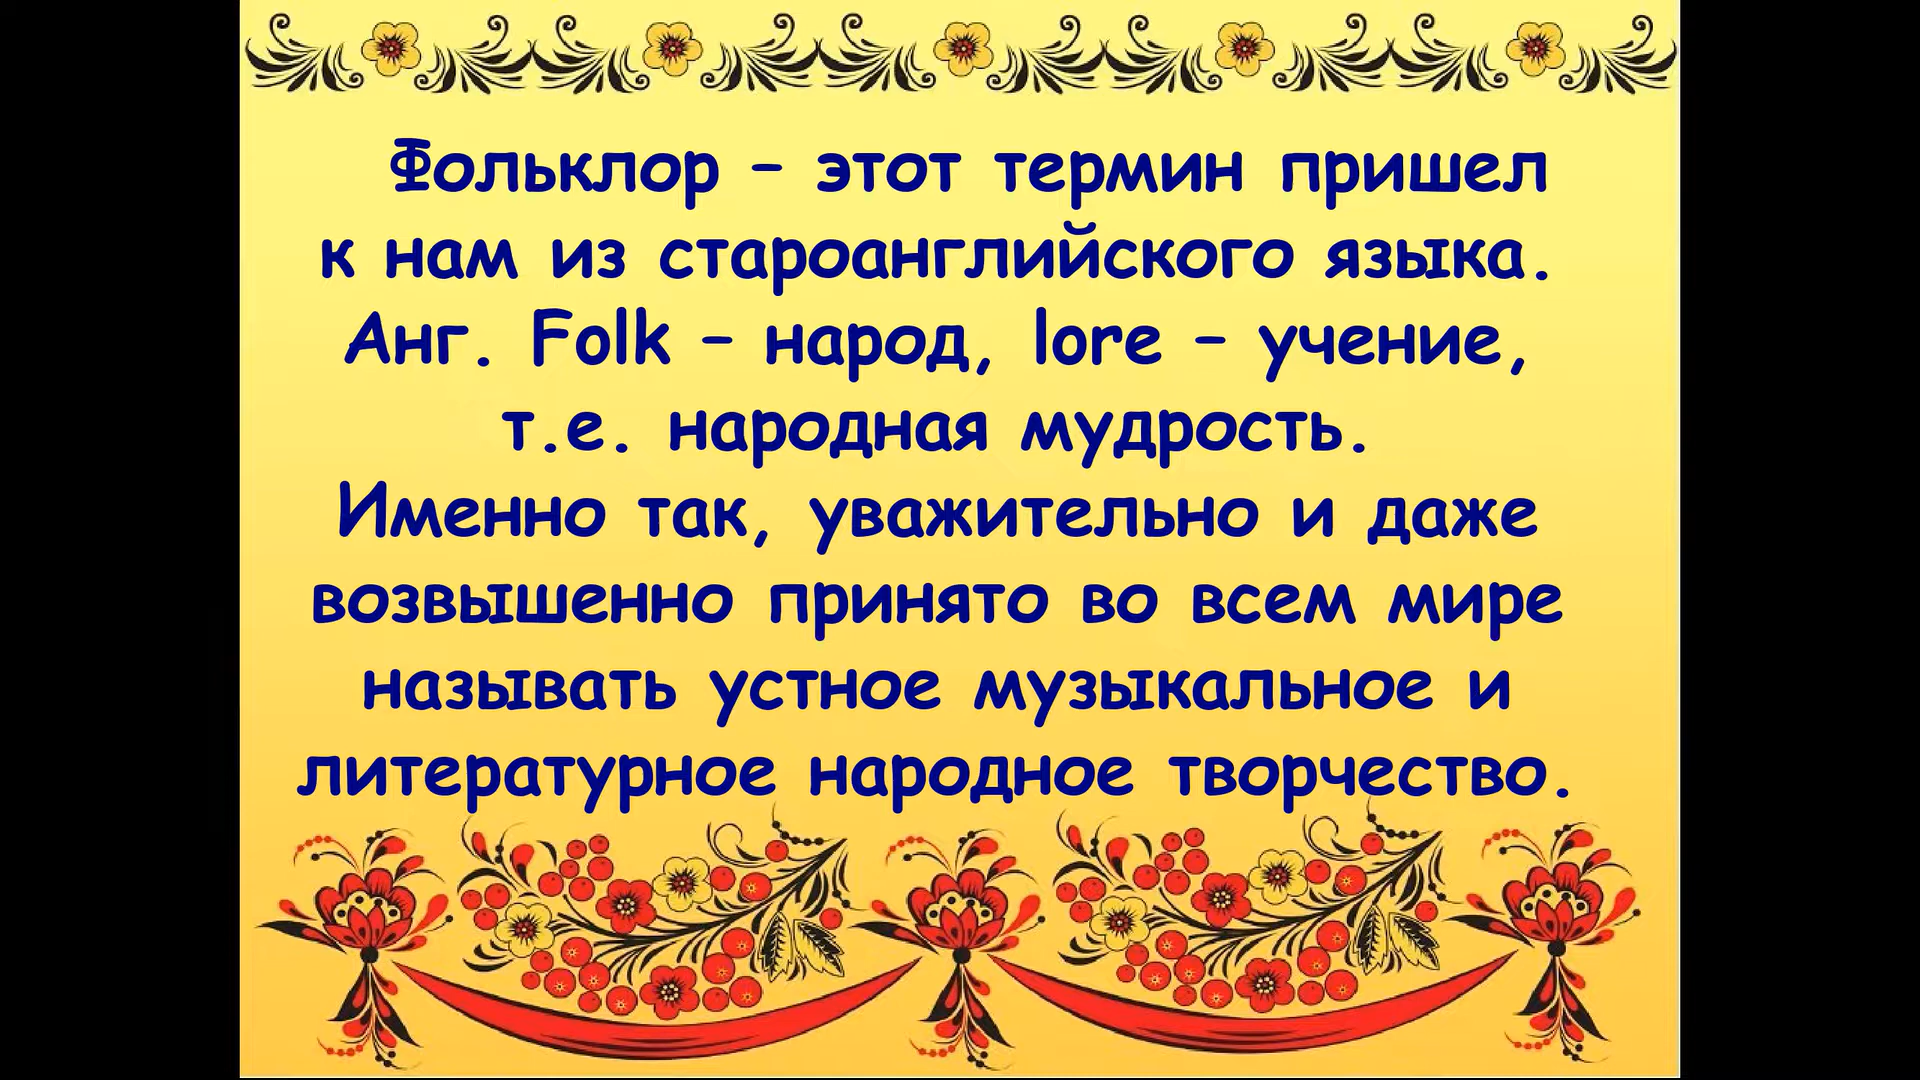 Фольклор – этот термин пришел
к нам из староанглийского языка.
Анг. Folk – народ, lore – учение,
т.е. народная мудрость.
Именно так, уважительно и даже
возвышенно принято во всем мире
называть устное музыкальное и
литературное народное творчество.